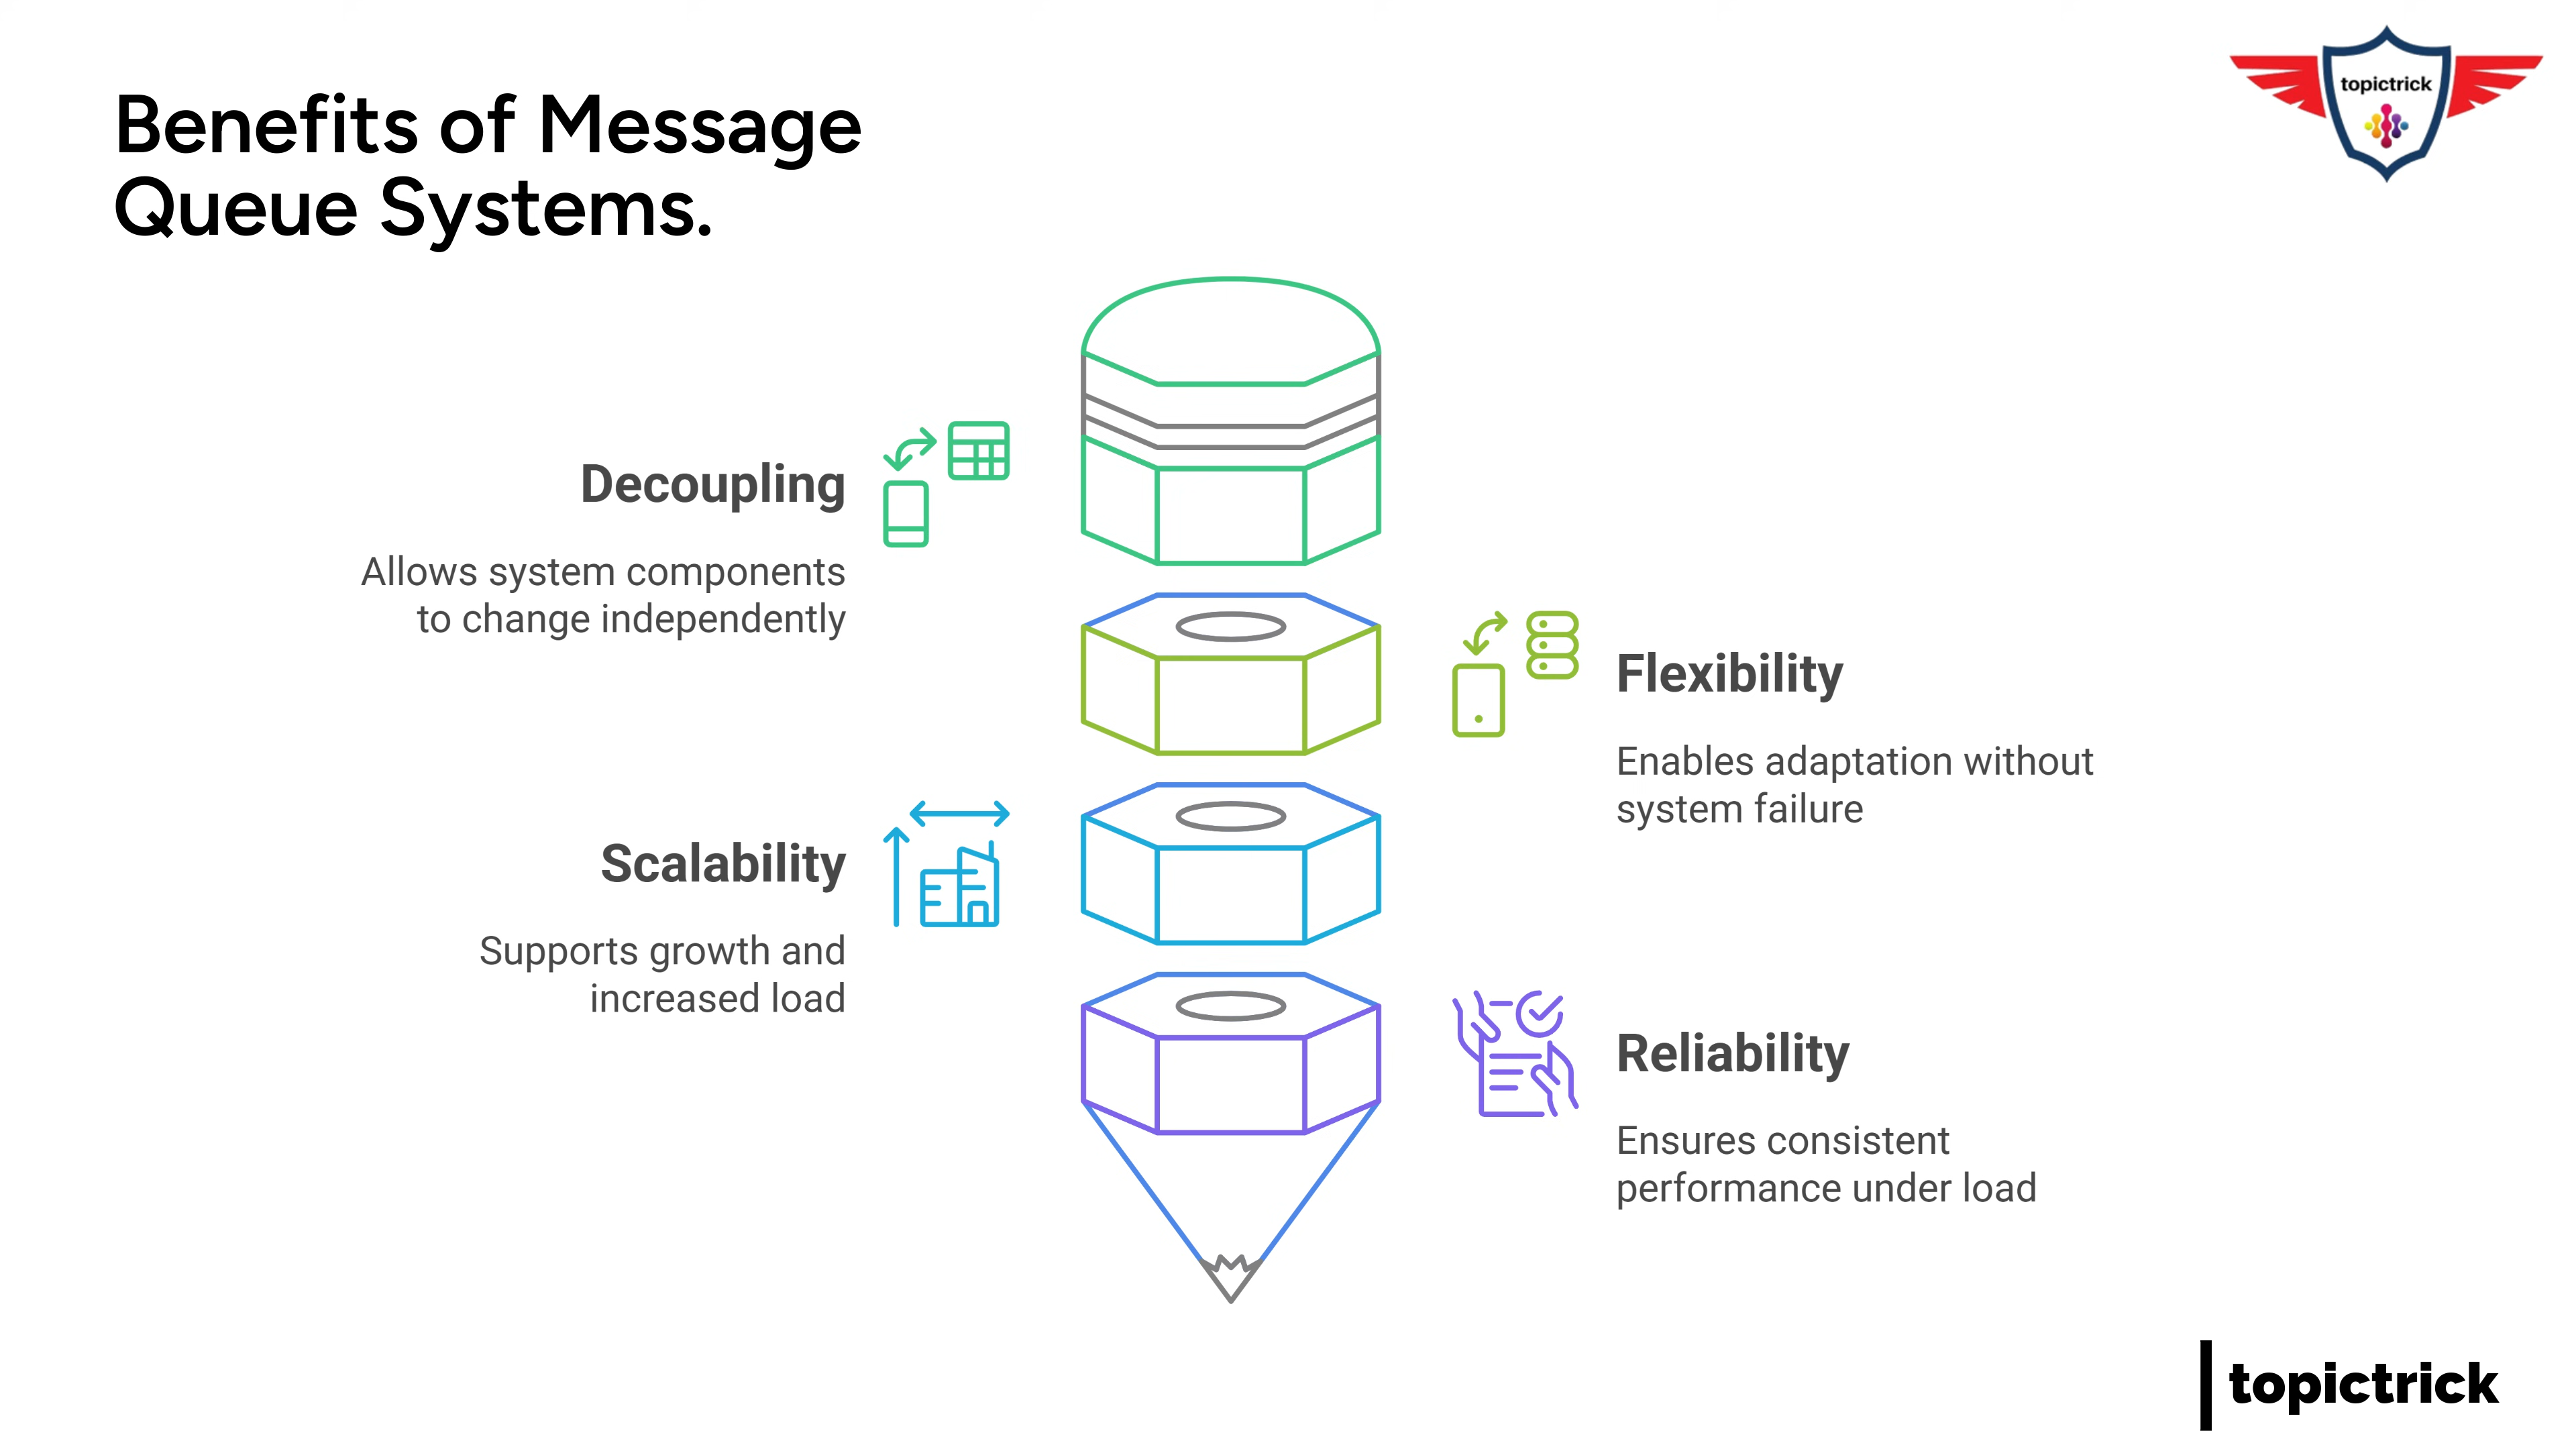 Benefits of Message
Queue Systems.
topictrick
Decoupling
Allows system components
to change independently
Flexibility
Enables adaptation without
system failure
Scalability
Supports growth and
increased load
Reliability
Ensures consistent
performance under load
topictrick